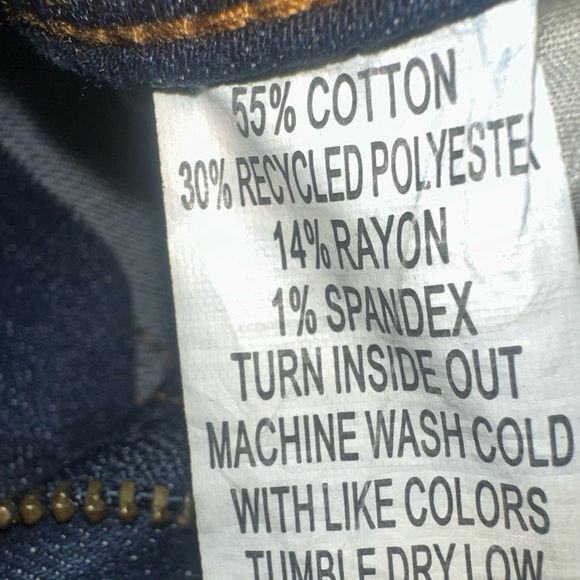 55% COTTON
30% RECYCLED POLYESTER
14% RAYON
1% SPANDEX
TURN INSIDE OUT
MACHINE WASH COLD
WITH LIKE COLORS
TUMBLE DRY LOW